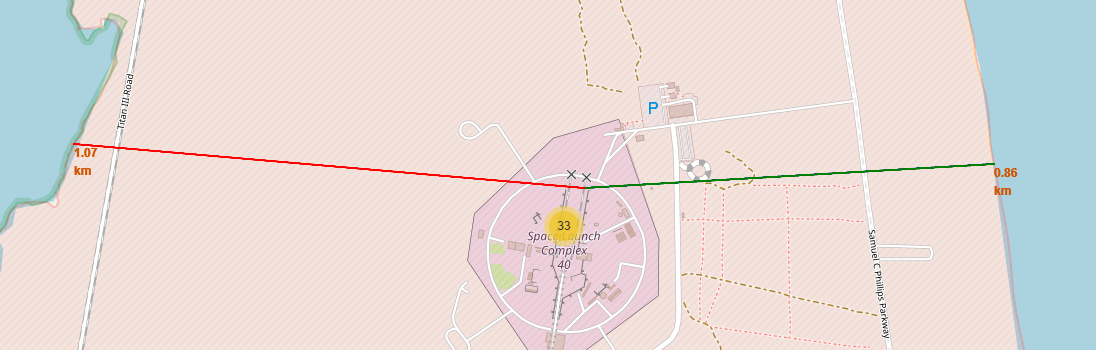 Titan III Road
P
1.07
km
0.86
km
33
Space Launch
Complex
40
Samuel C Phillips Parkway